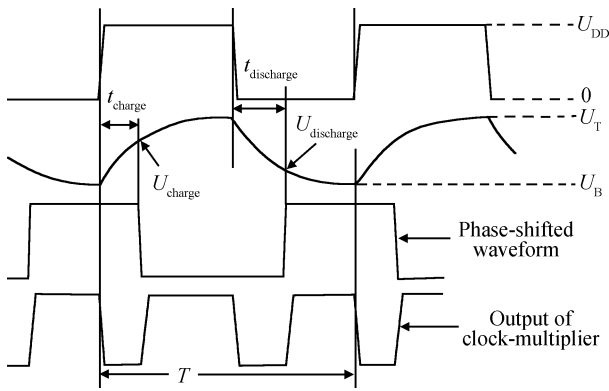 U_DD
t_discharge
t_charge
0
U_T
U_discharge
U_charge
U_B
Phase-shifted
waveform
Output of
clock-multiplier
T